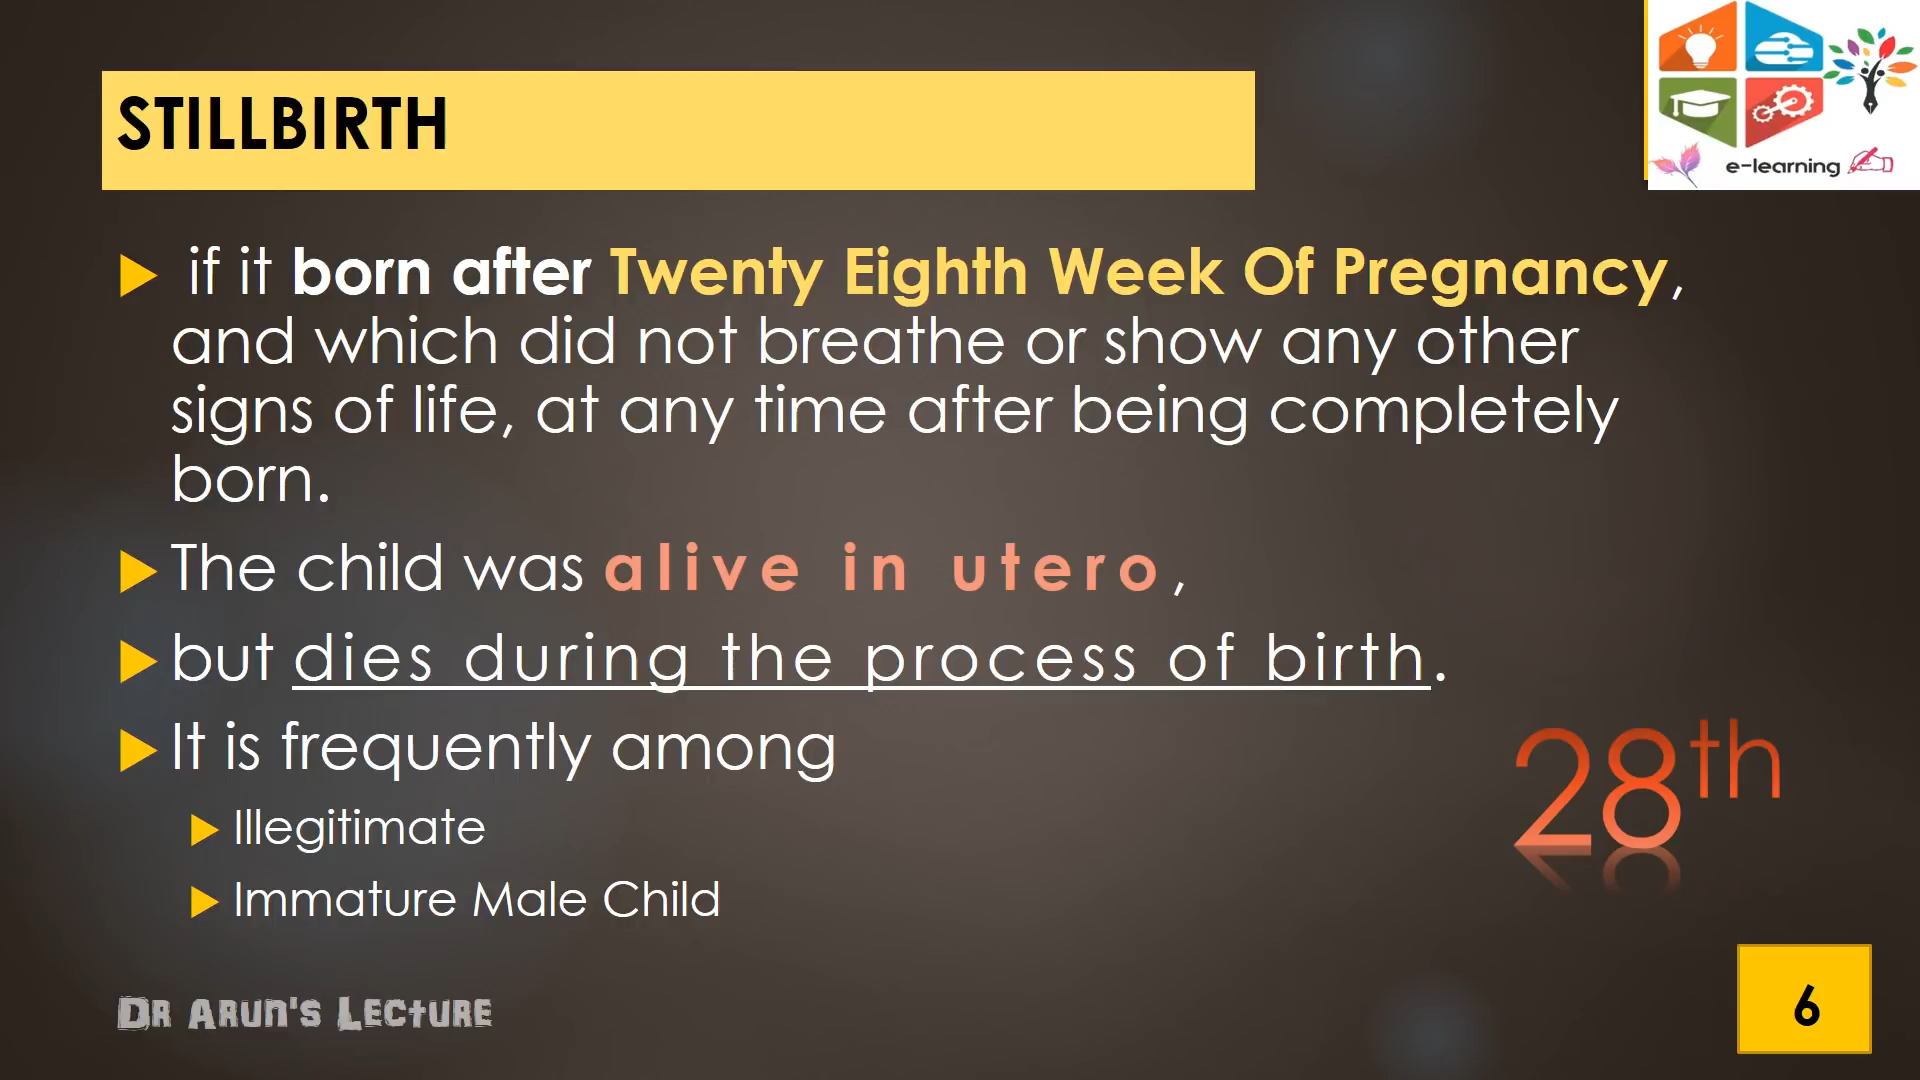 STILLBIRTH
e-learning
if it born after Twenty Eighth Week Of Pregnancy,
and which did not breathe or show any other
signs of life, at any time after being completely
born.
The child was alive in utero,
but dies during the process of birth.
It is frequently among
Illegitimate
Immature Male Child
28th
Dr Arun's Lecture
6